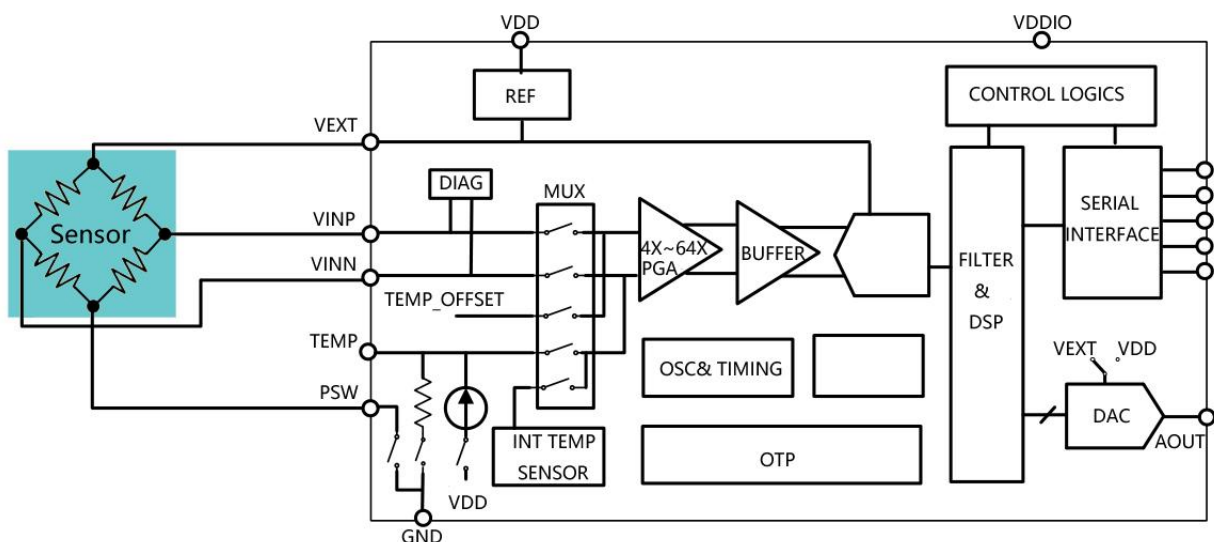 VDD
VDDIO
REF
CONTROL LOGICS
VEXT
DIAG
MUX
VINP
Sensor
4X~64X
PGA
BUFFER
FILTER
&
DSP
SERIAL
INTERFACE
VINN
TEMP_OFFSET
TEMP
OSC& TIMING
VEXT
VDD
PSW
INT TEMP
SENSOR
OTP
DAC
AOUT
VDD
GND